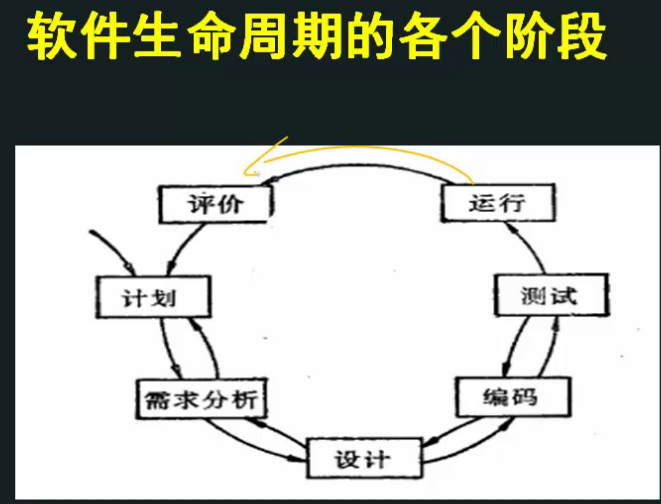 软件生命周期的各个阶段
评价
运行
计划
测试
需求分析
编码
设计